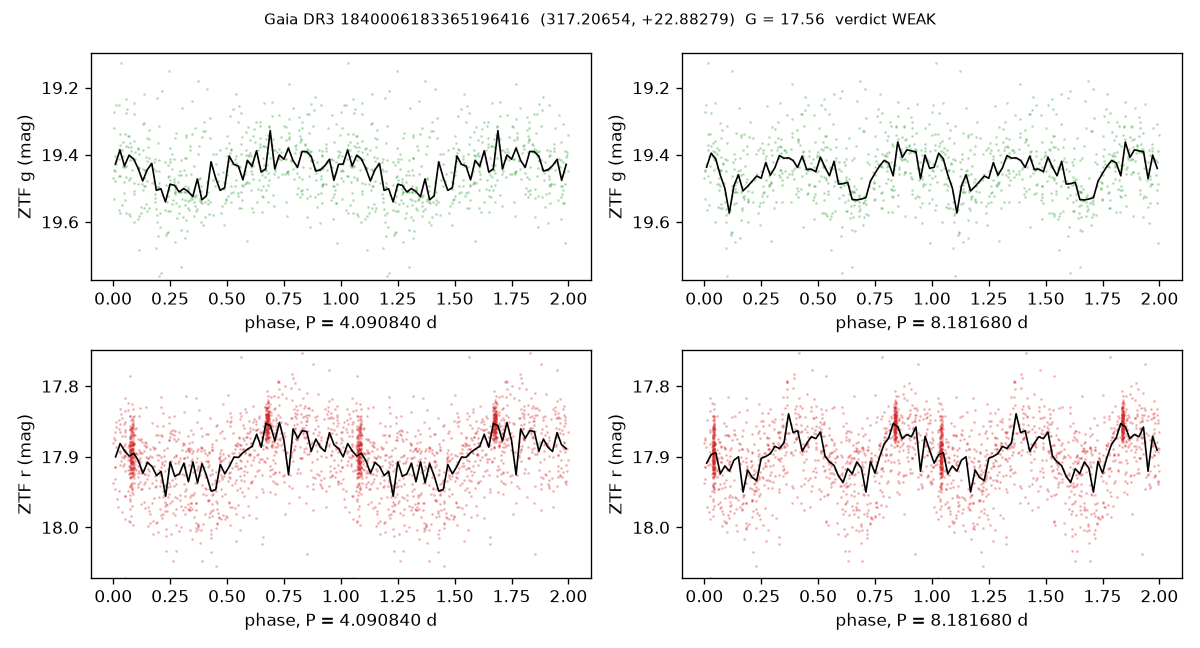 Gaia DR3 1840006183365196416 (317.20654, +22.88279) G = 17.56 verdict WEAK
ZTF g (mag)
19.2
19.4
19.6
0.00 0.25 0.50 0.75 1.00 1.25 1.50 1.75 2.00
phase, P = 4.090840 d
ZTF g (mag)
19.2
19.4
19.6
0.00 0.25 0.50 0.75 1.00 1.25 1.50 1.75 2.00
phase, P = 8.181680 d
ZTF r (mag)
17.8
17.9
18.0
0.00 0.25 0.50 0.75 1.00 1.25 1.50 1.75 2.00
phase, P = 4.090840 d
ZTF r (mag)
17.8
17.9
18.0
0.00 0.25 0.50 0.75 1.00 1.25 1.50 1.75 2.00
phase, P = 8.181680 d